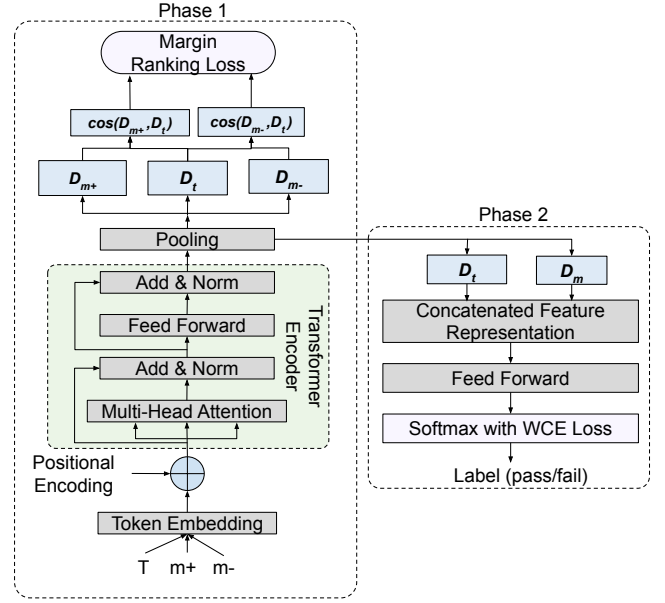 Phase 1
Margin
Ranking Loss
cos(Dm+,Dt)
cos(Dm-,Dt)
Dm+
Dt
Dm-
Pooling
Add & Norm
Feed Forward
Add & Norm
Multi-Head Attention
Transformer
Encoder
Positional
Encoding
Token Embedding
T m+ m-
Phase 2
Dt
Dm
Concatenated Feature
Representation
Feed Forward
Softmax with WCE Loss
Label (pass/fail)